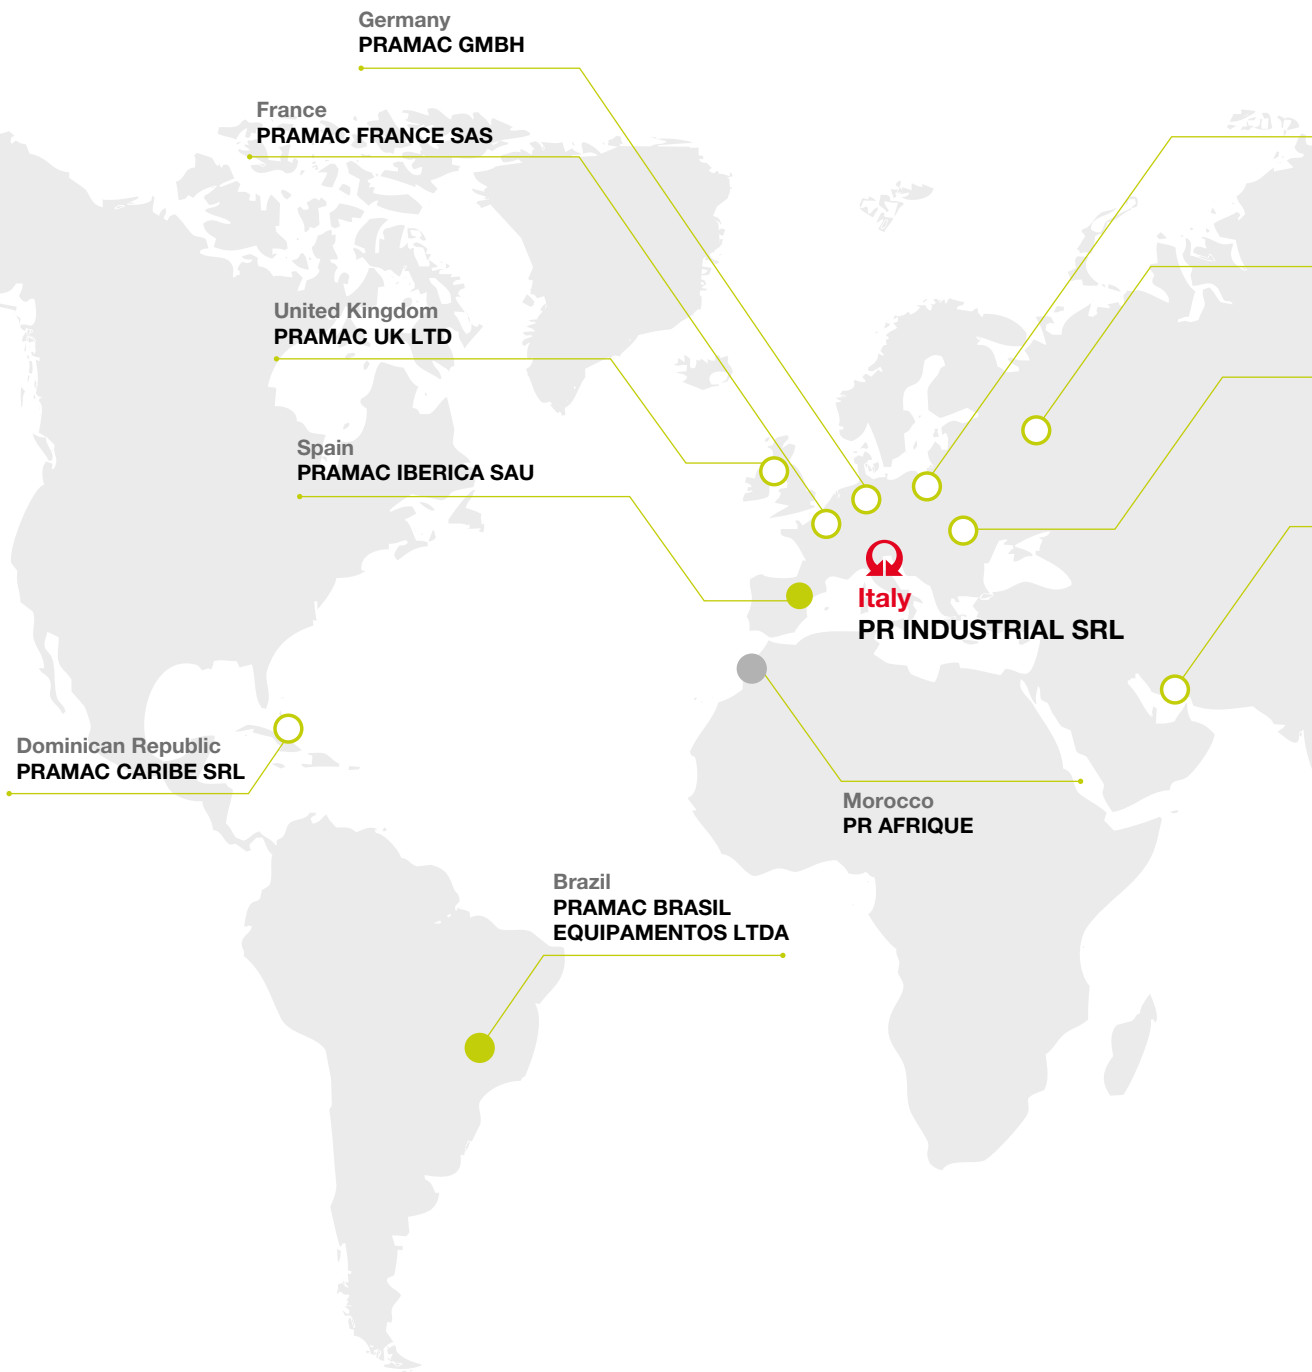 Germany
PRAMAC GMBH
France
PRAMAC FRANCE SAS
United Kingdom
PRAMAC UK LTD
Spain
PRAMAC IBERICA SAU
Italy
PR INDUSTRIAL SRL
Dominican Republic
PRAMAC CARIBE SRL
Morocco
PR AFRIQUE
Brazil
PRAMAC BRASIL
EQUIPAMENTOS LTDA